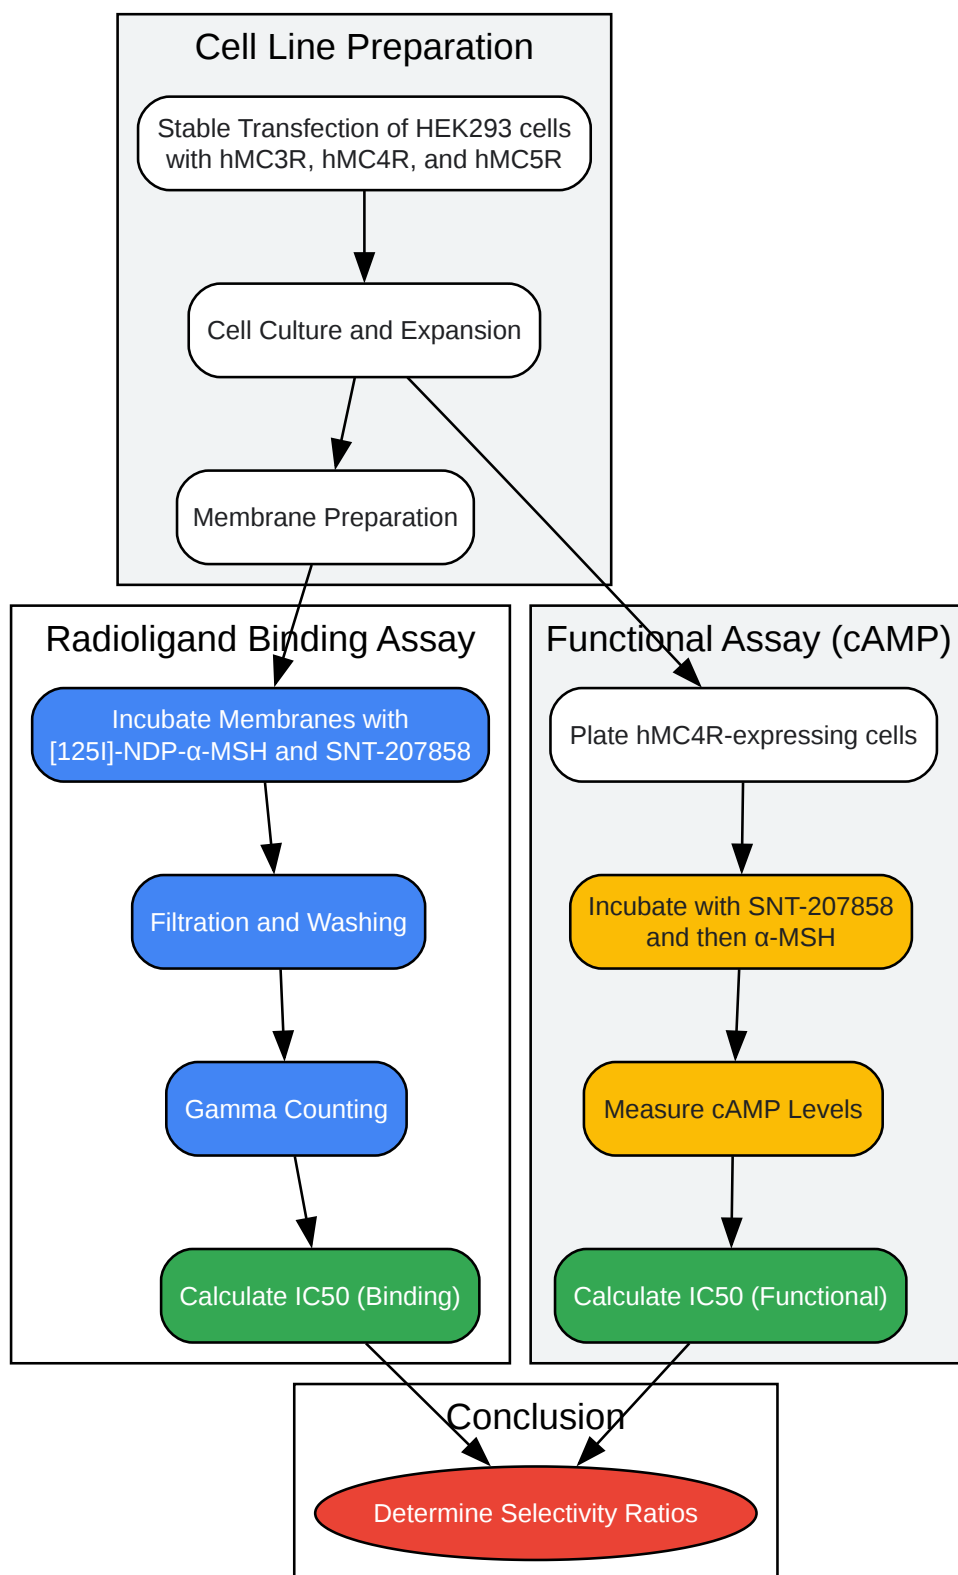 Cell Line Preparation
Stable Transfection of HEK293 cells
with hMC3R, hMC4R, and hMC5R
Cell Culture and Expansion
Membrane Preparation
Radioligand Binding Assay
Incubate Membranes with
[125I]-NDP-α-MSH and SNT-207858
Filtration and Washing
Gamma Counting
Calculate IC50 (Binding)
Functional Assay (cAMP)
Plate hMC4R-expressing cells
Incubate with SNT-207858
and then α-MSH
Measure cAMP Levels
Calculate IC50 (Functional)
Conclusion
Determine Selectivity Ratios